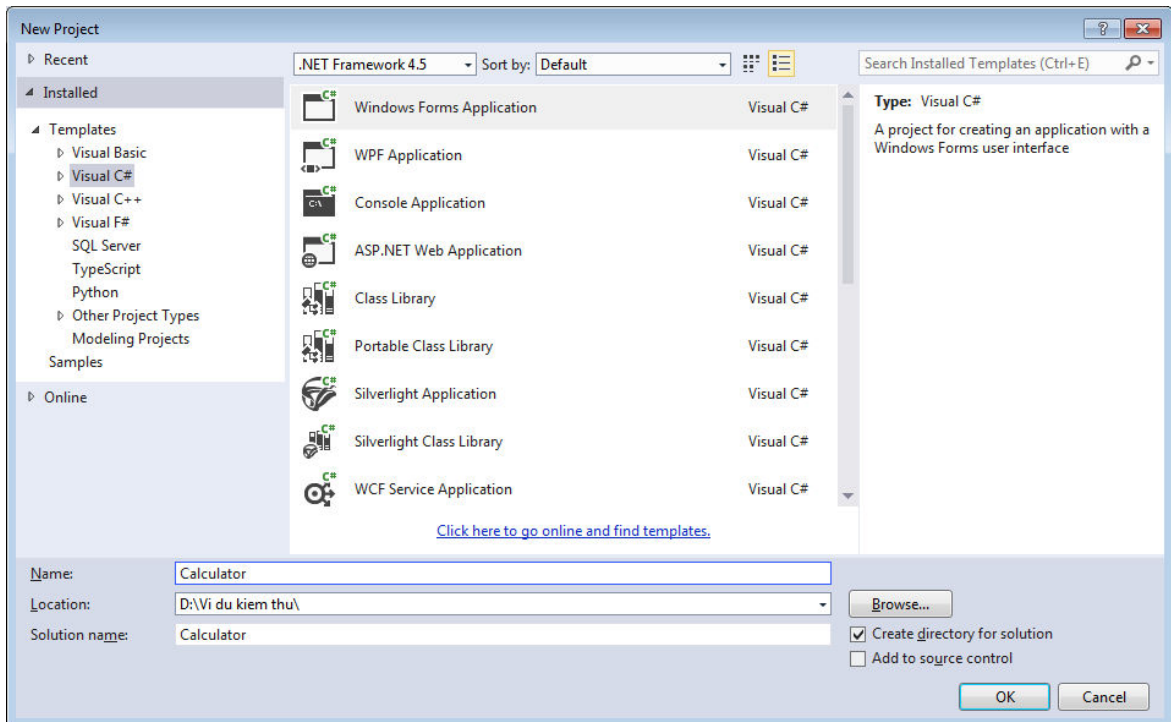 New Project
Recent
Installed
Templates
Visual Basic
Visual C#
Visual C++
Visual F#
SQL Server
TypeScript
Python
Other Project Types
Modeling Projects
Samples
Online
.NET Framework 4.5 Sort by: Default
Windows Forms Application Visual C#
WPF Application Visual C#
Console Application Visual C#
ASP.NET Web Application Visual C#
Class Library Visual C#
Portable Class Library Visual C#
Silverlight Application Visual C#
Silverlight Class Library Visual C#
WCF Service Application Visual C#
Click here to go online and find templates.
Search Installed Templates (Ctrl+E)
Type: Visual C#
A project for creating an application with a
Windows Forms user interface
Name: Calculator
Location: D:\Vi du kiem thu\ Browse...
Solution name: Calculator
Create directory for solution
Add to source control
OK Cancel